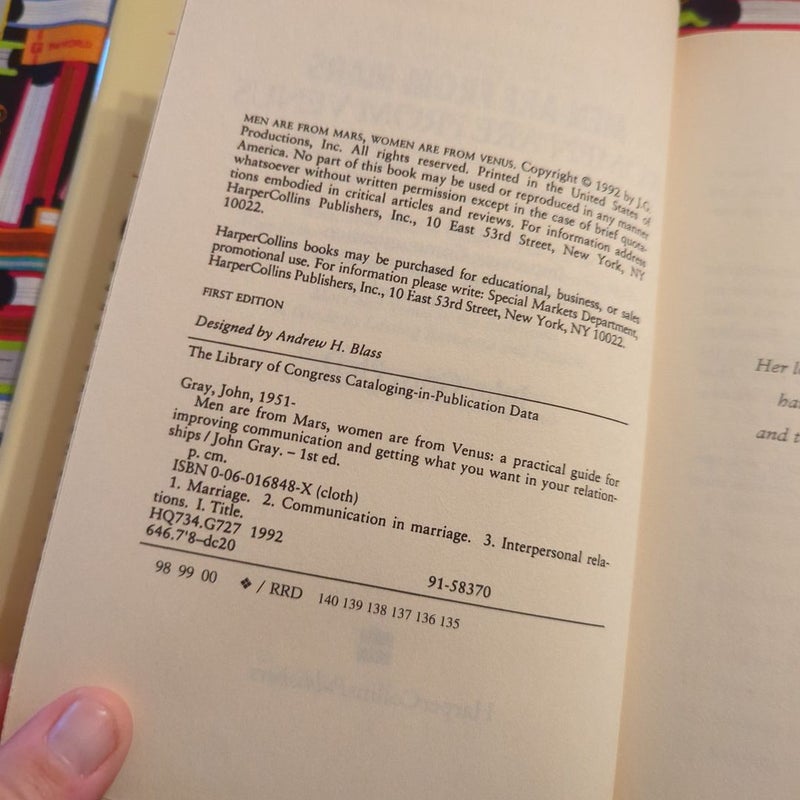 MEN ARE FROM MARS, WOMEN ARE FROM VENUS. Copyright © 1992 by J.G.
Productions, Inc. All rights reserved. Printed in the United States of
America. No part of this book may be used or reproduced in any manner
whatsoever without written permission except in the case of brief quota-
tions embodied in critical articles and reviews. For information address
HarperCollins Publishers, Inc., 10 East 53rd Street, New York, NY
10022.
HarperCollins books may be purchased for educational, business, or sales
promotional use. For information please write: Special Markets Department,
HarperCollins Publishers, Inc., 10 East 53rd Street, New York, NY 10022.
FIRST EDITION
Designed by Andrew H. Blass
The Library of Congress Cataloging-in-Publication Data
Gray, John, 1951-
Men are from Mars, women are from Venus: a practical guide for
improving communication and getting what you want in your relation-
ships / John Gray. – 1st ed.
p. cm.
ISBN 0-06-016848-X (cloth)
1. Marriage. 2. Communication in marriage. 3. Interpersonal rela-
tions. I. Title.
HQ734.G727 1992
646.7'8–dc20 91-58370
98 99 00 ❖ / RRD 140 139 138 137 136 135
Her
and